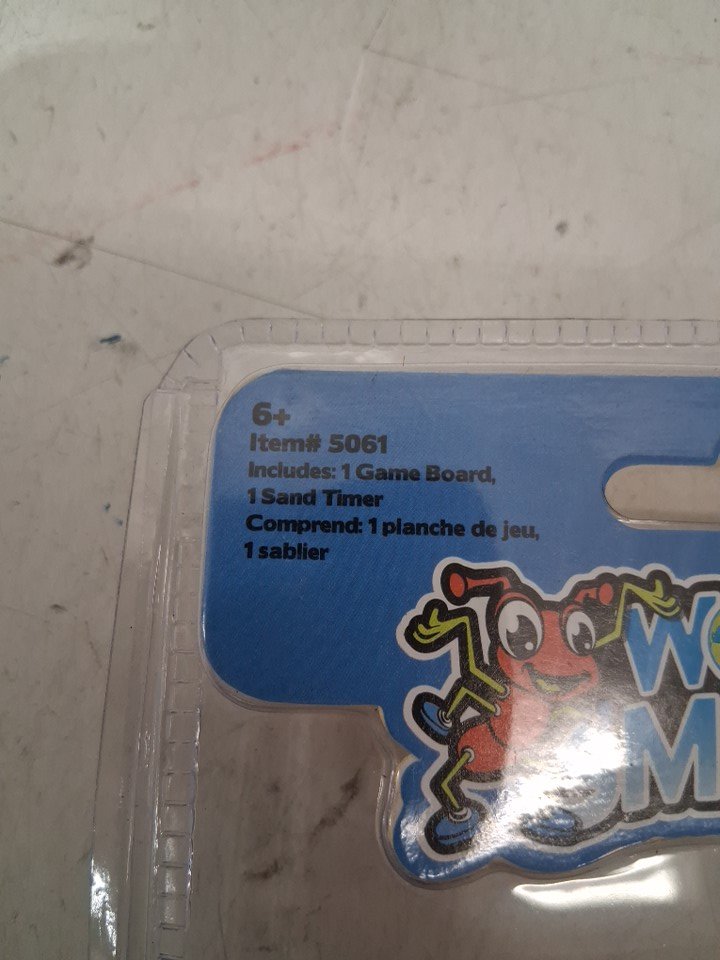 6+
Item# 5061
Includes: 1 Game Board,
1 Sand Timer
Comprend: 1 planche de jeu,
1 sablier